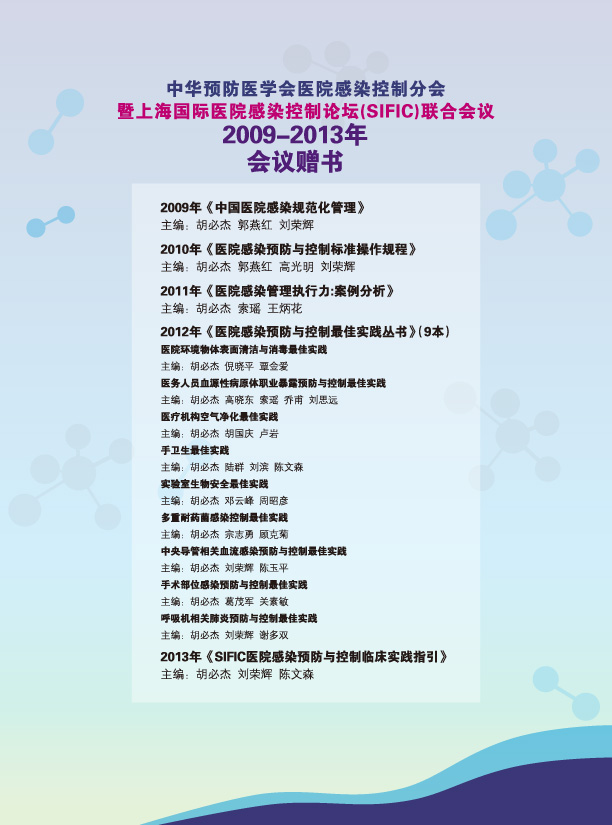 中华预防医学会医院感染控制分会
暨上海国际医院感染控制论坛(SIFIC)联合会议
2009–2013年
会议赠书
2009年《中国医院感染规范化管理》
主编：胡必杰 郭燕红 刘荣辉
2010年《医院感染预防与控制标准操作规程》
主编：胡必杰 郭燕红 高光明 刘荣辉
2011年《医院感染管理执行力:案例分析》
主编：胡必杰 索瑶 王炳花
2012年《医院感染预防与控制最佳实践丛书》(9本)
医院环境物体表面清洁与消毒最佳实践
主编：胡必杰 倪晓平 覃金爱
医务人员血源性病原体职业暴露预防与控制最佳实践
主编：胡必杰 高晓东 索瑶 乔甫 刘思远
医疗机构空气净化最佳实践
主编：胡必杰 胡国庆 卢岩
手卫生最佳实践
主编：胡必杰 陆群 刘滨 陈文森
实验室生物安全最佳实践
主编：胡必杰 邓云峰 周昭彦
多重耐药菌感染控制最佳实践
主编：胡必杰 宗志勇 顾克菊
中央导管相关血流感染预防与控制最佳实践
主编：胡必杰 刘荣辉 陈玉平
手术部位感染预防与控制最佳实践
主编：胡必杰 葛茂军 关素敏
呼吸机相关肺炎预防与控制最佳实践
主编：胡必杰 刘荣辉 谢多双
2013年《SIFIC医院感染预防与控制临床实践指引》
主编：胡必杰 刘荣辉 陈文森